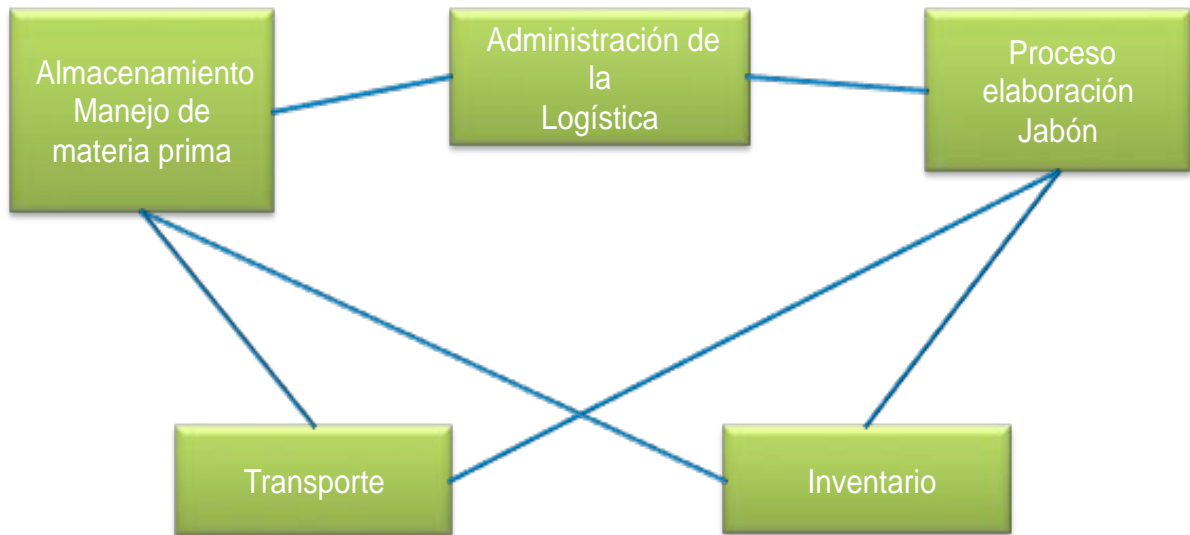 Almacenamiento
Manejo de
materia prima
Administración de
la
Logística
Proceso
elaboración
Jabón
Transporte
Inventario